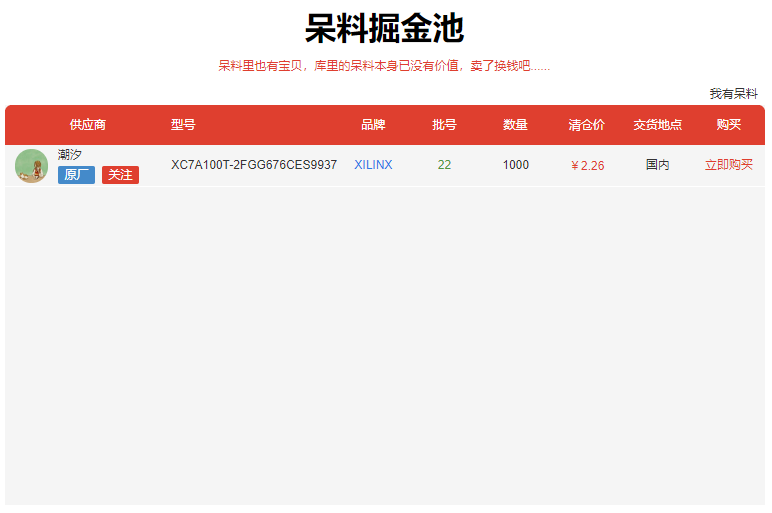 呆料掘金池
呆料里也有宝贝，库里的呆料本身已没有价值，卖了换钱吧......
我有呆料
供应商 型号 品牌 批号 数量 清仓价 交货地点 购买
潮汐
原厂 关注
XC7A100T-2FGG676CES9937 XILINX 22 1000 ￥2.26 国内 立即购买